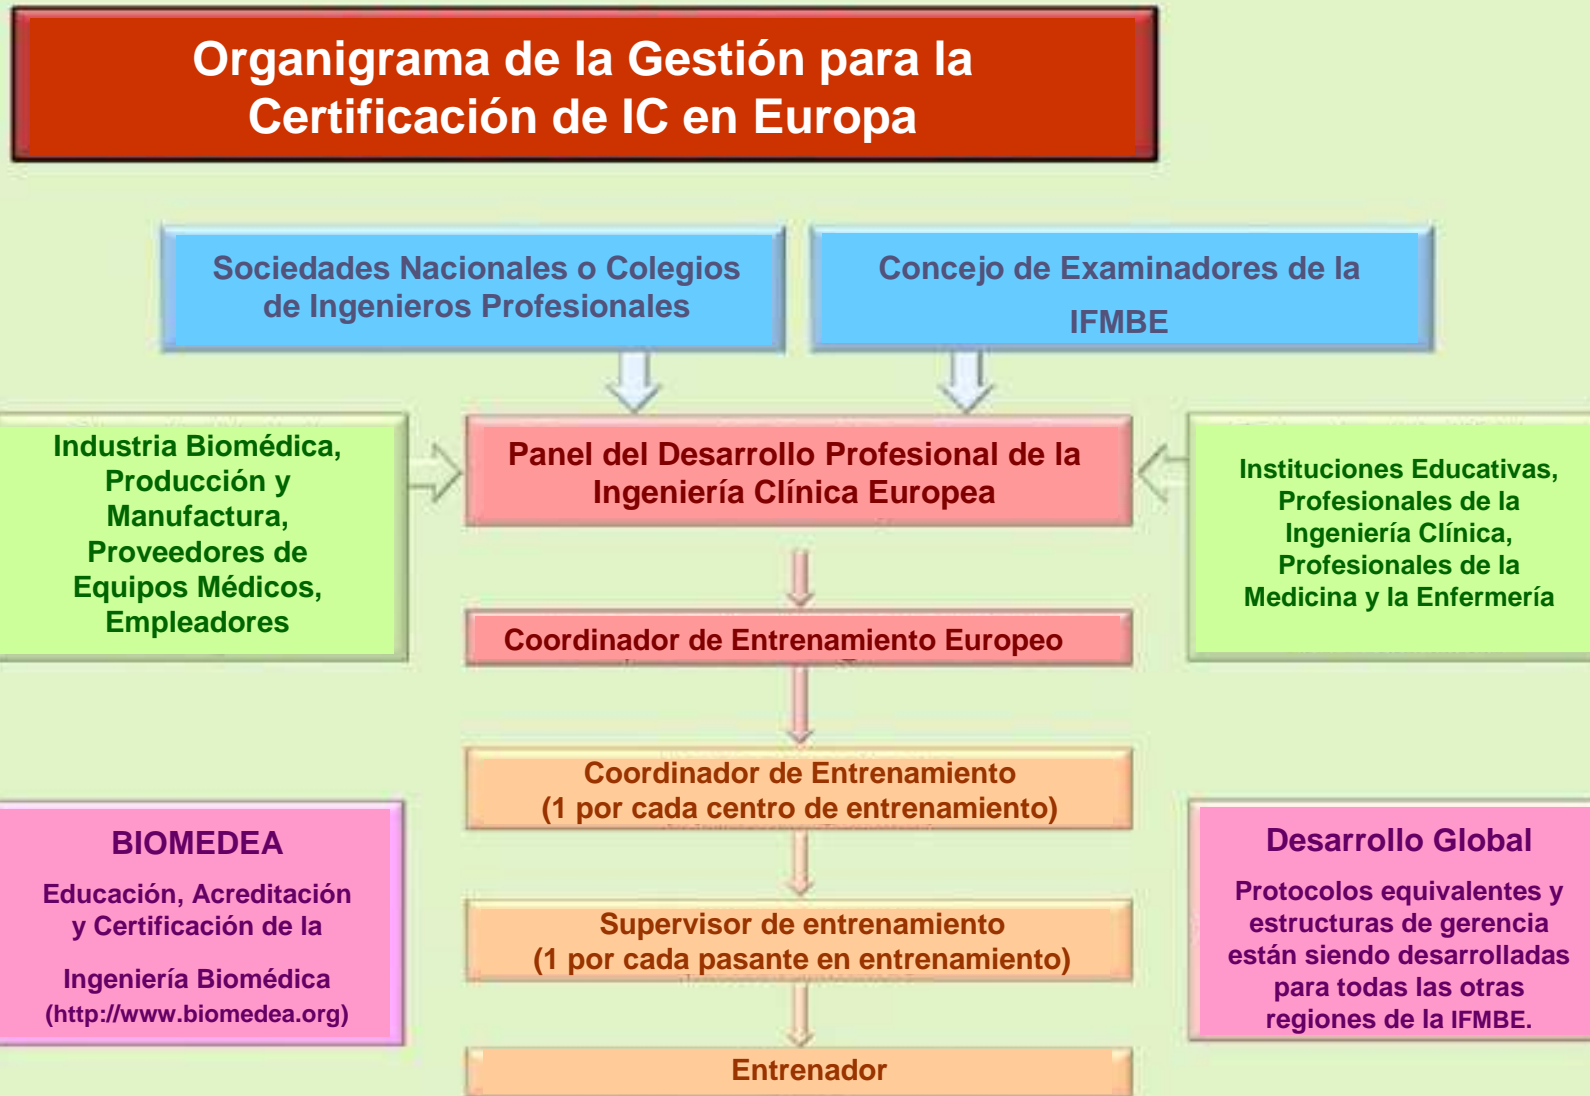 Organigrama de la Gestión para la
Certificación de IC en Europa
Sociedades Nacionales o Colegios
de Ingenieros Profesionales
Concejo de Examinadores de la
IFMBE
Industria Biomédica,
Producción y
Manufactura,
Proveedores de
Equipos Médicos,
Empleadores
Panel del Desarrollo Profesional de la
Ingeniería Clínica Europea
Instituciones Educativas,
Profesionales de la
Ingeniería Clínica,
Profesionales de la
Medicina y la Enfermería
Coordinador de Entrenamiento Europeo
Coordinador de Entrenamiento
(1 por cada centro de entrenamiento)
BIOMEDEA
Educación, Acreditación
y Certificación de la
Ingeniería Biomédica
(http://www.biomedea.org)
Supervisor de entrenamiento
(1 por cada pasante en entrenamiento)
Desarrollo Global
Protocolos equivalentes y
estructuras de gerencia
están siendo desarrolladas
para todas las otras
regiones de la IFMBE.
Entrenador